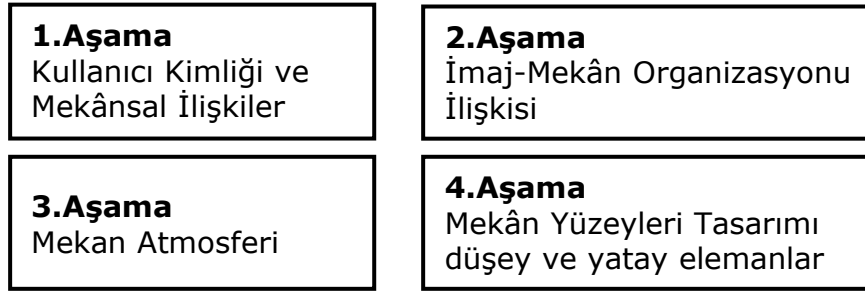 1.Aşama
Kullanıcı Kimliği ve
Mekânsal İlişkiler
2.Aşama
İmaj-Mekân Organizasyonu
İlişkisi
3.Aşama
Mekan Atmosferi
4.Aşama
Mekân Yüzeyleri Tasarımı
düşey ve yatay elemanlar